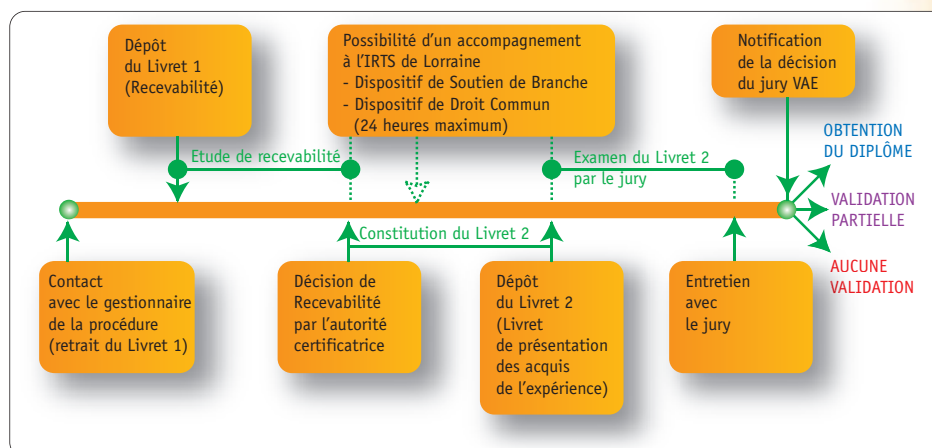 Dépôt
du Livret 1
(Recevabilité)
Possibilité d'un accompagnement
à l'IRTS de Lorraine
- Dispositif de Soutien de Branche
- Dispositif de Droit Commun
(24 heures maximum)
Notification
de la décision
du jury VAE
Etude de recevabilité
Examen du Livret 2
par le jury
OBTENTION
DU DIPLÔME
VALIDATION
PARTIELLE
AUCUNE
VALIDATION
Constitution du Livret 2
Contact
avec le gestionnaire
de la procédure
(retrait du Livret 1)
Décision de
Recevabilité
par l'autorité
certificatrice
Dépôt
du Livret 2
(Livret
de présentation
des acquis
de l'expérience)
Entretien
avec
le jury